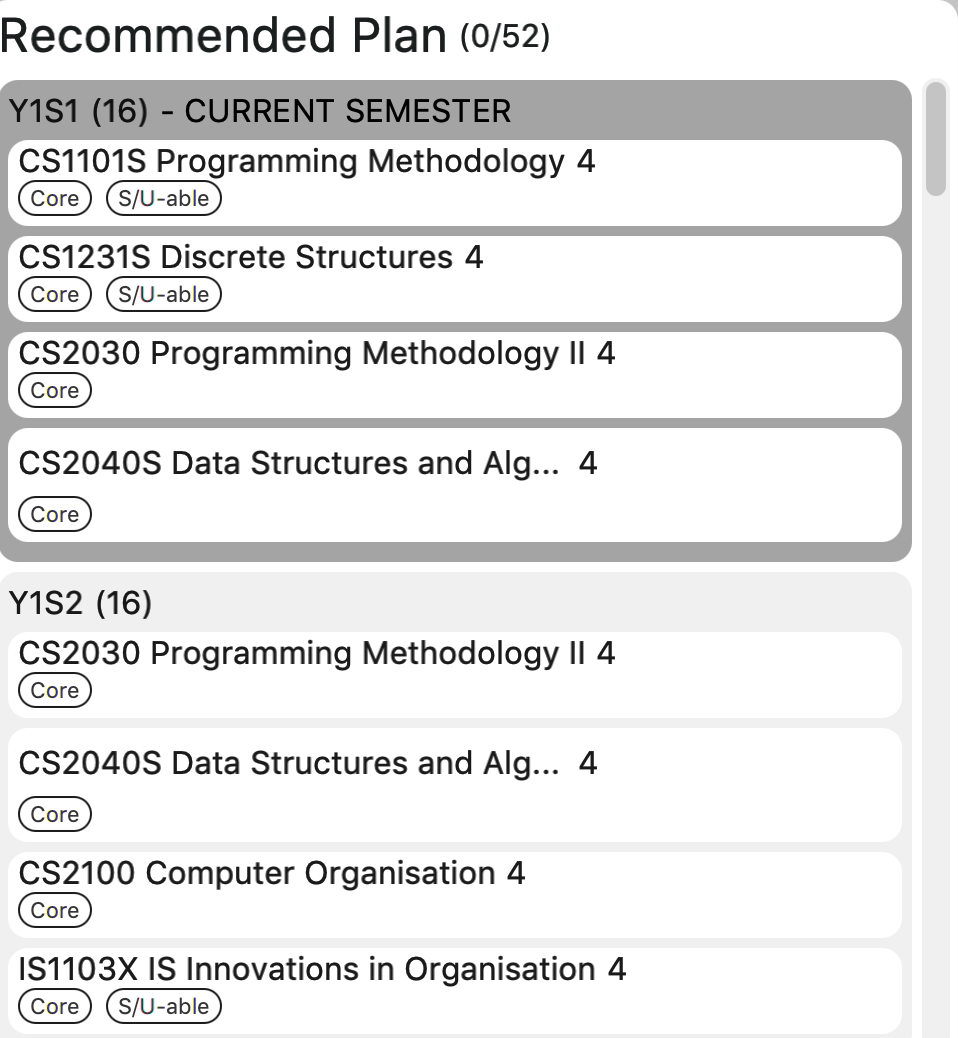 Recommended Plan (0/52)
Y1S1 (16) - CURRENT SEMESTER
CS1101S Programming Methodology 4
Core S/U-able
CS1231S Discrete Structures 4
Core S/U-able
CS2030 Programming Methodology II 4
Core
CS2040S Data Structures and Alg... 4
Core
Y1S2 (16)
CS2030 Programming Methodology II 4
Core
CS2040S Data Structures and Alg... 4
Core
CS2100 Computer Organisation 4
Core
IS1103X IS Innovations in Organisation 4
Core S/U-able